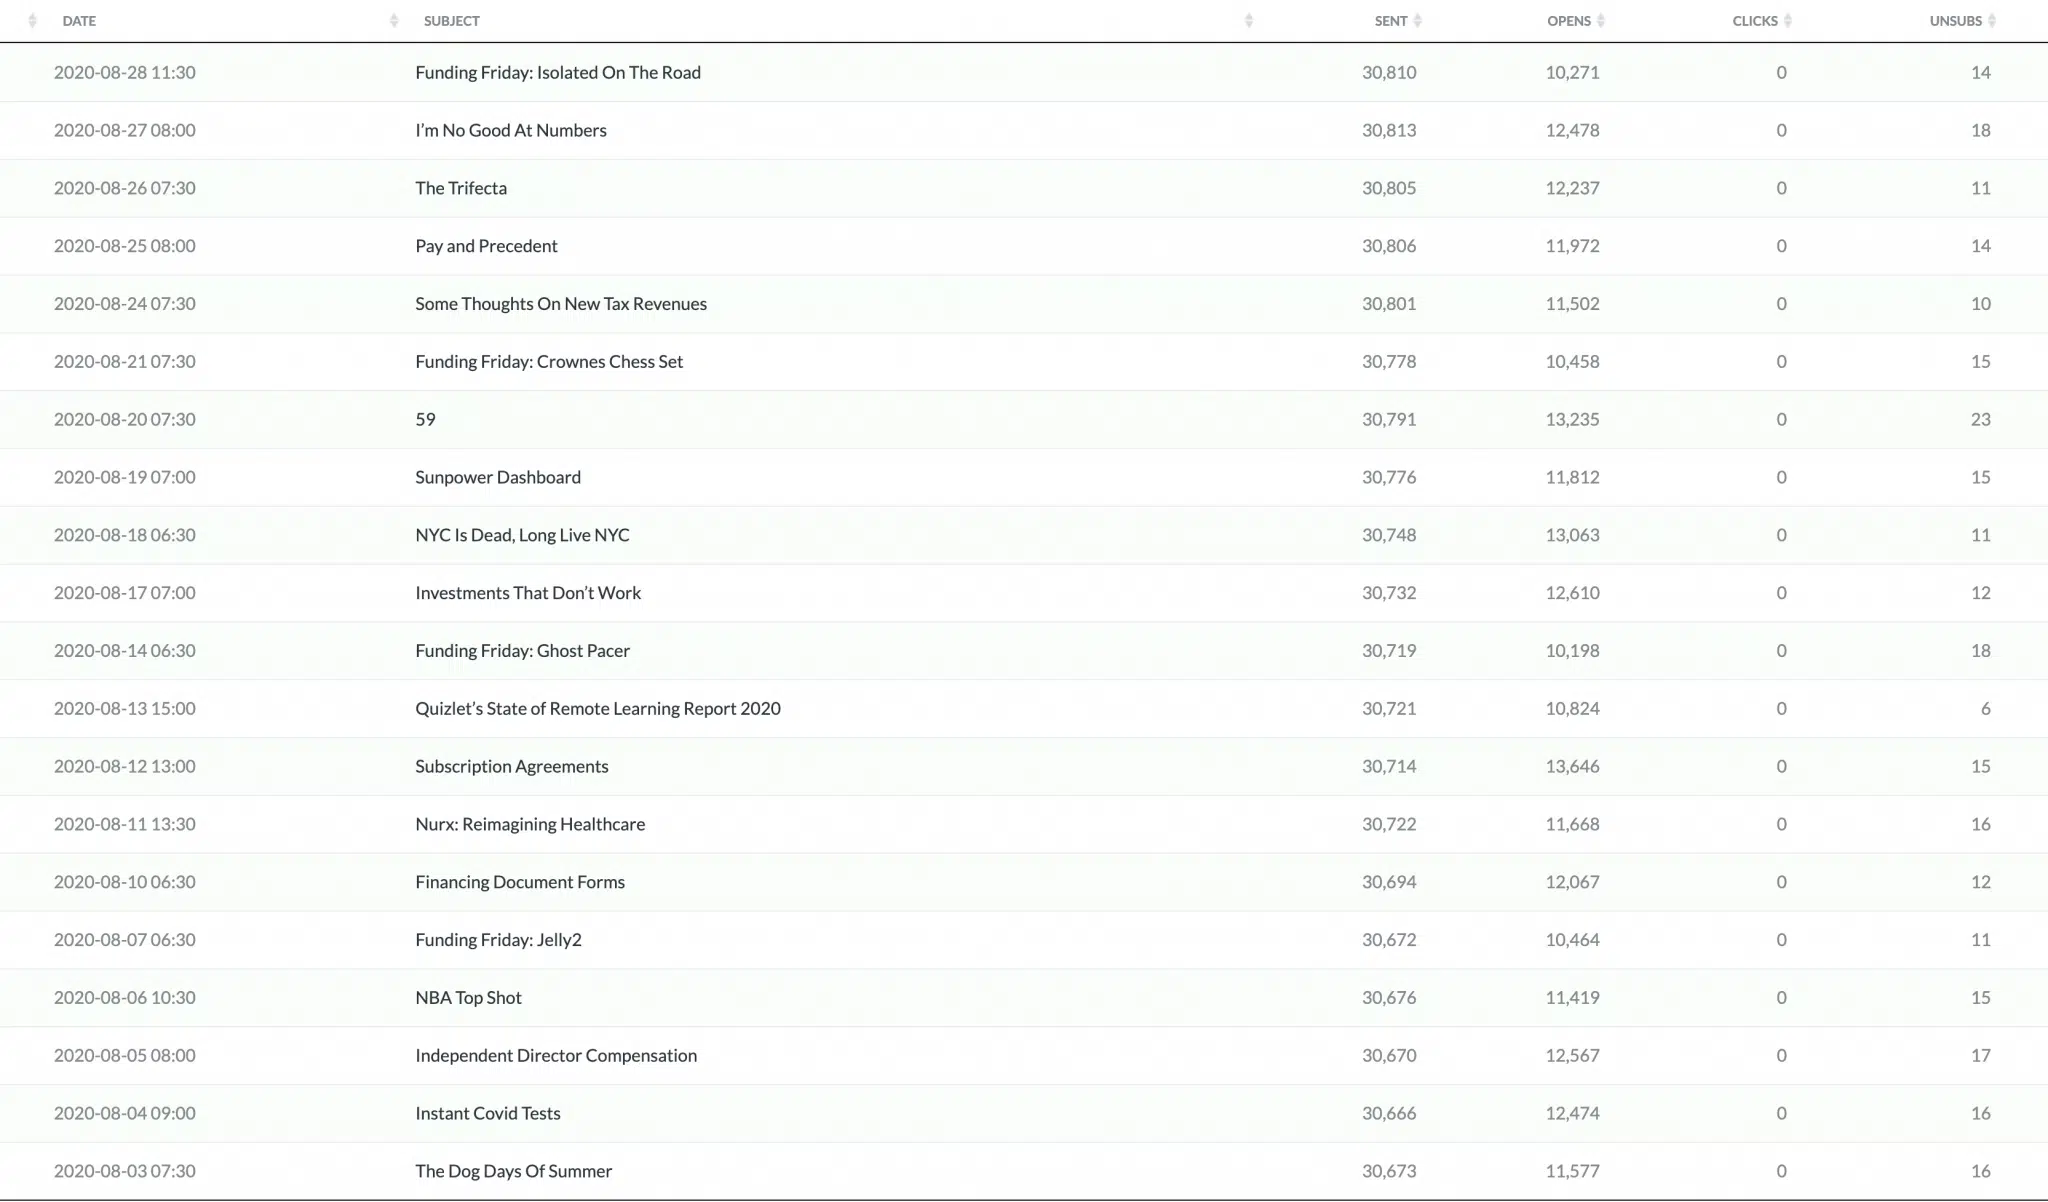 DATE SUBJECT SENT OPENS CLICKS UNSUBS
2020-08-28 11:30 Funding Friday: Isolated On The Road 30,810 10,271 0 14
2020-08-27 08:00 I’m No Good At Numbers 30,813 12,478 0 18
2020-08-26 07:30 The Trifecta 30,805 12,237 0 11
2020-08-25 08:00 Pay and Precedent 30,806 11,972 0 14
2020-08-24 07:30 Some Thoughts On New Tax Revenues 30,801 11,502 0 10
2020-08-21 07:30 Funding Friday: Crownes Chess Set 30,778 10,458 0 15
2020-08-20 07:30 59 30,791 13,235 0 23
2020-08-19 07:00 Sunpower Dashboard 30,776 11,812 0 15
2020-08-18 06:30 NYC Is Dead, Long Live NYC 30,748 13,063 0 11
2020-08-17 07:00 Investments That Don’t Work 30,732 12,610 0 12
2020-08-14 06:30 Funding Friday: Ghost Pacer 30,719 10,198 0 18
2020-08-13 15:00 Quizlet’s State of Remote Learning Report 2020 30,721 10,824 0 6
2020-08-12 13:00 Subscription Agreements 30,714 13,646 0 15
2020-08-11 13:30 Nurx: Reimagining Healthcare 30,722 11,668 0 16
2020-08-10 06:30 Financing Document Forms 30,694 12,067 0 12
2020-08-07 06:30 Funding Friday: Jelly2 30,672 10,464 0 11
2020-08-06 10:30 NBA Top Shot 30,676 11,419 0 15
2020-08-05 08:00 Independent Director Compensation 30,670 12,567 0 17
2020-08-04 09:00 Instant Covid Tests 30,666 12,474 0 16
2020-08-03 07:30 The Dog Days Of Summer 30,673 11,577 0 16